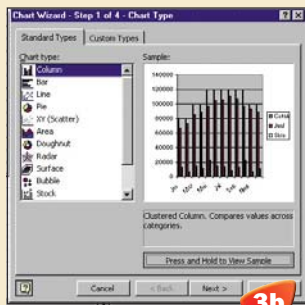 Chart Wizard - Step 1 of 4 - Chart Type
Standard Types
Custom Types
Chart type:
Column
Bar
Line
Pie
XY (Scatter)
Area
Doughnut
Radar
Surface
Bubble
Stock
Sample:
140000
120000
100000
80000
60000
40000
20000
0
Clustered Column. Compares values across
categories.
Press and Hold to View Sample
Cancel
< Back
Next >
3b